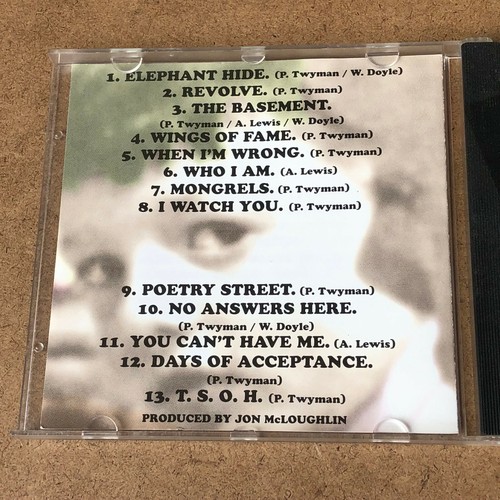 1. ELEPHANT HIDE. (P. Twyman / W. Doyle)
2. REVOLVE. (P. Twyman)
3. THE BASEMENT.
(P. Twyman / A. Lewis / W. Doyle)
4. WINGS OF FAME. (P. Twyman)
5. WHEN I'M WRONG. (P. Twyman)
6. WHO I AM. (A. Lewis)
7. MONGRELS. (P. Twyman)
8. I WATCH YOU. (P. Twyman)
9. POETRY STREET. (P. Twyman)
10. NO ANSWERS HERE.
(P. Twyman / W. Doyle)
11. YOU CAN'T HAVE ME. (A. Lewis)
12. DAYS OF ACCEPTANCE.
(P. Twyman)
13. T. S. O. H. (P. Twyman)
PRODUCED BY JON McLOUGHLIN